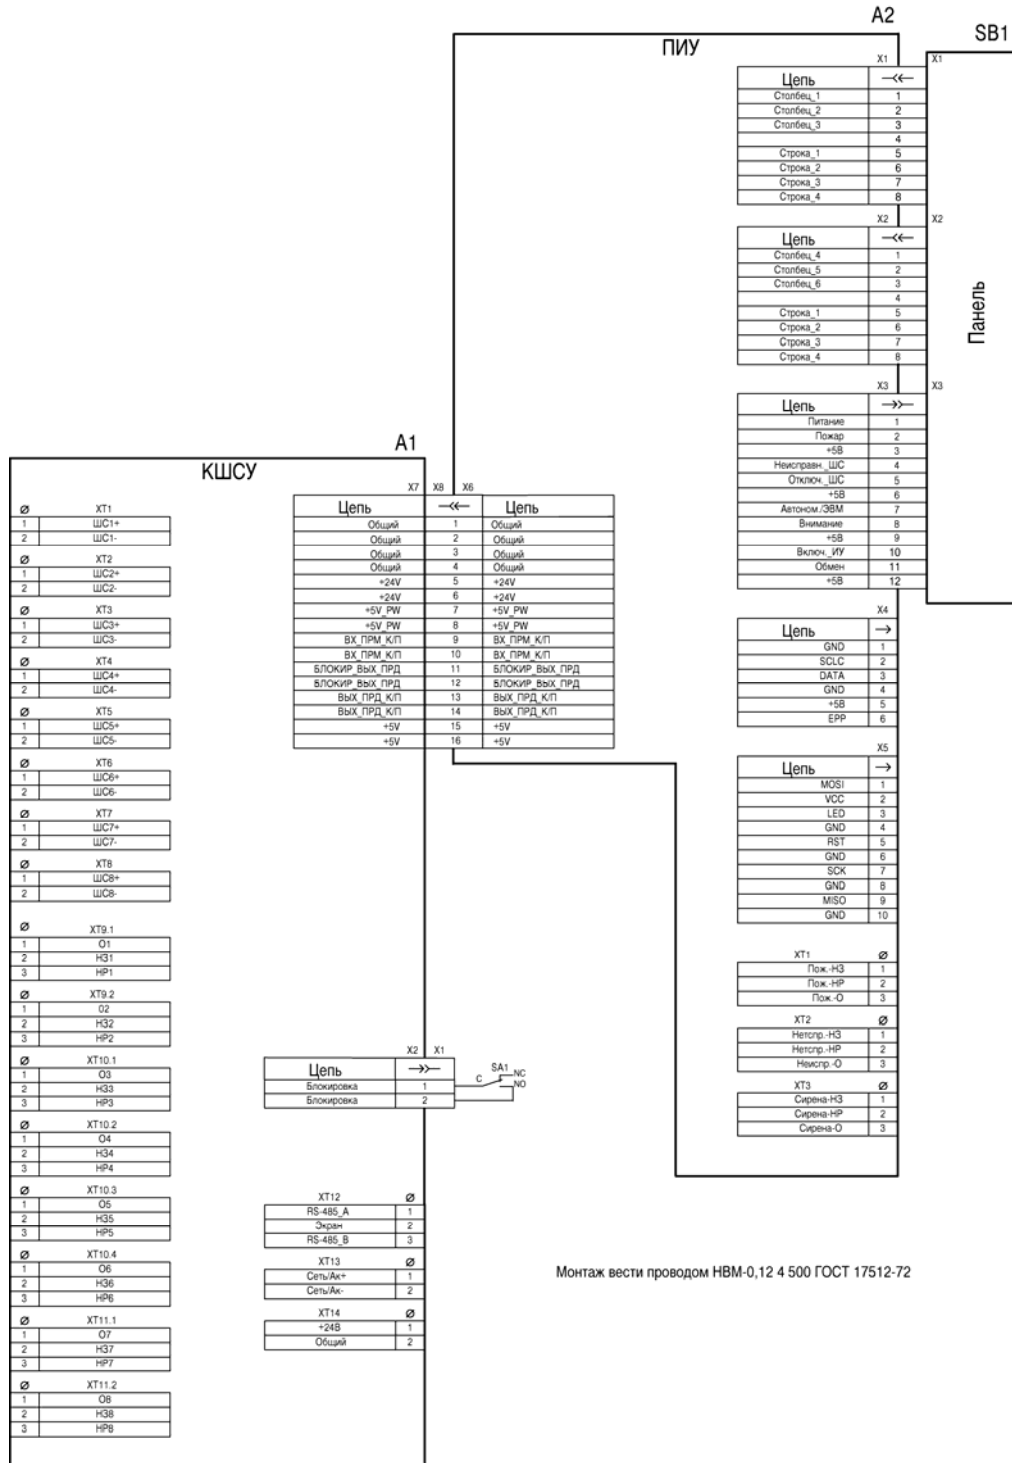 A2
SB1
ПИУ
X1
X1
Цепь
Столбец_1 1
Столбец_2 2
Столбец_3 3
4
Строка_1 5
Строка_2 6
Строка_3 7
Строка_4 8
X2
X2
Цепь
Столбец_4 1
Столбец_5 2
Столбец_6 3
4
Строка_1 5
Строка_2 6
Строка_3 7
Строка_4 8
Панель
X3
X3
Цепь
Питание 1
Пожар 2
+5В 3
Неисправн._ШС 4
Отключ._ШС 5
+5В 6
Автоном./ЭВМ 7
Внимание 8
+5В 9
Включ._ИУ 10
Обмен 11
+5В 12
X4
Цепь
GND 1
SCLC 2
DATA 3
GND 4
+5В 5
EPP 6
X5
Цепь
MOSI 1
VCC 2
LED 3
GND 4
RST 5
GND 6
SCK 7
GND 8
MISO 9
GND 10
XT1 Ø
Пож.-НЗ 1
Пож.-НР 2
Пож.-О 3
XT2 Ø
Нетспр.-НЗ 1
Нетспр.-НР 2
Неиспр.-О 3
XT3 Ø
Сирена-НЗ 1
Сирена-НР 2
Сирена-О 3
A1
КШСУ
X7 X8 X6
Цепь Цепь
Общий 1 Общий
Общий 2 Общий
Общий 3 Общий
Общий 4 Общий
+24V 5 +24V
+24V 6 +24V
+5V_PW 7 +5V_PW
+5V_PW 8 +5V_PW
ВХ_ПРМ_К/П 9 ВХ_ПРМ_К/П
ВХ_ПРМ_К/П 10 ВХ_ПРМ_К/П
БЛОКИР_ВЫХ_ПРД 11 БЛОКИР_ВЫХ_ПРД
БЛОКИР_ВЫХ_ПРД 12 БЛОКИР_ВЫХ_ПРД
ВЫХ_ПРД_К/П 13 ВЫХ_ПРД_К/П
ВЫХ_ПРД_К/П 14 ВЫХ_ПРД_К/П
+5V 15 +5V
+5V 16 +5V
Ø XT1
1 ШС1+
2 ШС1-
Ø XT2
1 ШС2+
2 ШС2-
Ø XT3
1 ШС3+
2 ШС3-
Ø XT4
1 ШС4+
2 ШС4-
Ø XT5
1 ШС5+
2 ШС5-
Ø XT6
1 ШС6+
2 ШС6-
Ø XT7
1 ШС7+
2 ШС7-
Ø XT8
1 ШС8+
2 ШС8-
Ø XT9.1
1 О1
2 НЗ1
3 НР1
Ø XT9.2
1 02
2 НЗ2
3 НР2
Ø XT10.1
1 О3
2 НЗ3
3 НР3
Ø XT10.2
1 О4
2 НЗ4
3 НР4
Ø XT10.3
1 О5
2 НЗ5
3 НР5
Ø XT10.4
1 О6
2 НЗ6
3 НР6
Ø XT11.1
1 О7
2 НЗ7
3 НР7
Ø XT11.2
1 О8
2 НЗ8
3 НР8
X2 X1
Цепь
Блокировка 1
Блокировка 2
C SA1 NC
NO
XT12 Ø
RS-485_A 1
Экран 2
RS-485_B 3
XT13 Ø
Сеть/Ак+ 1
Сеть/Ак- 2
XT14 Ø
+24В 1
Общий 2
Монтаж вести проводом НВМ-0,12 4 500 ГОСТ 17512-72